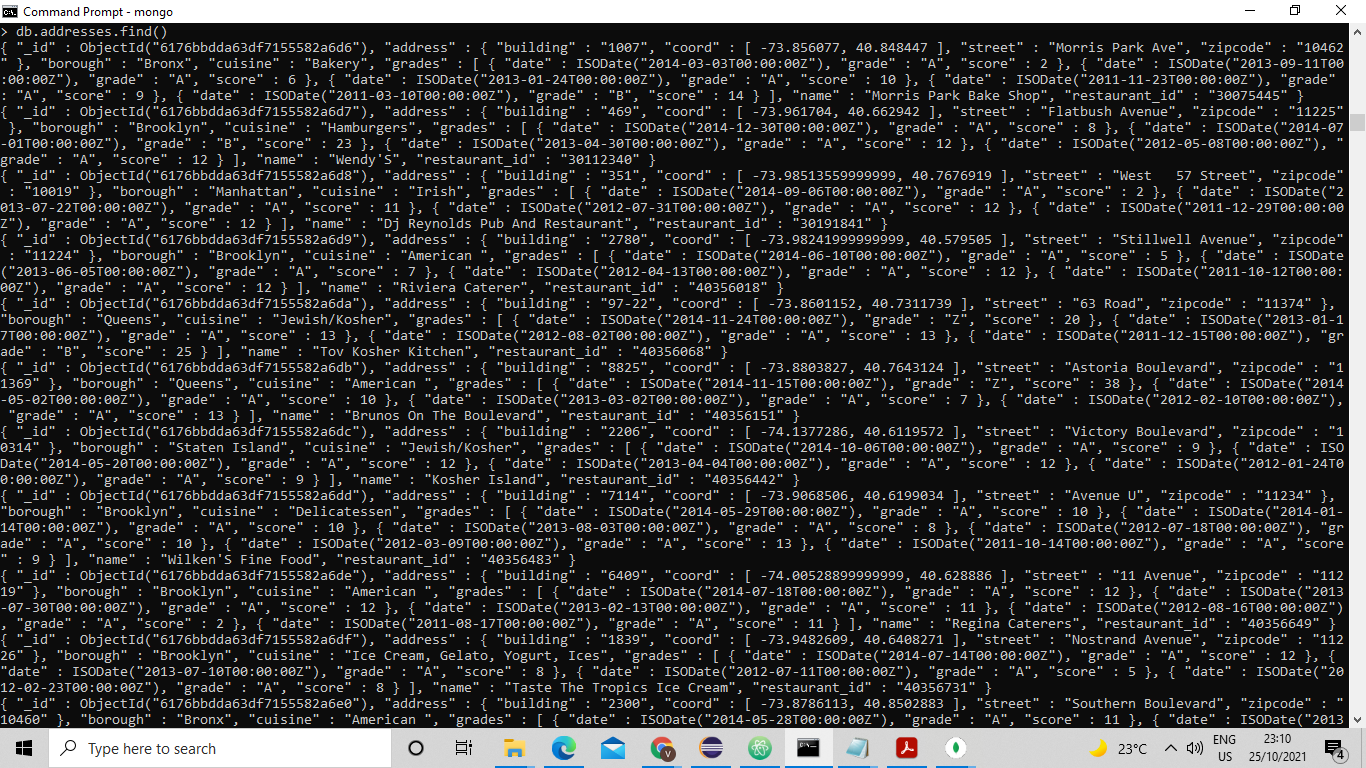 Command Prompt - mongo
> db.addresses.find()
{ "_id" : ObjectId("6176bbdda63df7155582a6d6"), "address" : { "building" : "1007", "coord" : [ -73.856077, 40.848447 ], "street" : "Morris Park Ave", "zipcode" : "10462
" }, "borough" : "Bronx", "cuisine" : "Bakery", "grades" : [ { "date" : ISODate("2014-03-03T00:00:00Z"), "grade" : "A", "score" : 2 }, { "date" : ISODate("2013-09-11T00
:00:00Z"), "grade" : "A", "score" : 6 }, { "date" : ISODate("2013-01-24T00:00:00Z"), "grade" : "A", "score" : 10 }, { "date" : ISODate("2011-11-23T00:00:00Z"), "grade"
: "A", "score" : 9 }, { "date" : ISODate("2011-03-10T00:00:00Z"), "grade" : "B", "score" : 14 } ], "name" : "Morris Park Bake Shop", "restaurant_id" : "30075445" }
{ "_id" : ObjectId("6176bbdda63df7155582a6d7"), "address" : { "building" : "469", "coord" : [ -73.961704, 40.662942 ], "street" : "Flatbush Avenue", "zipcode" : "11225"
 }, "borough" : "Brooklyn", "cuisine" : "Hamburgers", "grades" : [ { "date" : ISODate("2014-12-30T00:00:00Z"), "grade" : "A", "score" : 8 }, { "date" : ISODate("2014-07
-01T00:00:00Z"), "grade" : "B", "score" : 23 }, { "date" : ISODate("2013-04-30T00:00:00Z"), "grade" : "A", "score" : 12 }, { "date" : ISODate("2012-05-08T00:00:00Z"), "
grade" : "A", "score" : 12 } ], "name" : "Wendy'S", "restaurant_id" : "30112340" }
{ "_id" : ObjectId("6176bbdda63df7155582a6d8"), "address" : { "building" : "351", "coord" : [ -73.98513559999999, 40.7676919 ], "street" : "West   57 Street", "zipcode"
 : "10019" }, "borough" : "Manhattan", "cuisine" : "Irish", "grades" : [ { "date" : ISODate("2014-09-06T00:00:00Z"), "grade" : "A", "score" : 2 }, { "date" : ISODate("2
013-07-22T00:00:00Z"), "grade" : "A", "score" : 11 }, { "date" : ISODate("2012-07-31T00:00:00Z"), "grade" : "A", "score" : 12 }, { "date" : ISODate("2011-12-29T00:00:00
Z"), "grade" : "A", "score" : 12 } ], "name" : "Dj Reynolds Pub And Restaurant", "restaurant_id" : "30191841" }
{ "_id" : ObjectId("6176bbdda63df7155582a6d9"), "address" : { "building" : "2780", "coord" : [ -73.98241999999999, 40.579505 ], "street" : "Stillwell Avenue", "zipcode"
 : "11224" }, "borough" : "Brooklyn", "cuisine" : "American ", "grades" : [ { "date" : ISODate("2014-06-10T00:00:00Z"), "grade" : "A", "score" : 5 }, { "date" : ISODate
("2013-06-05T00:00:00Z"), "grade" : "A", "score" : 7 }, { "date" : ISODate("2012-04-13T00:00:00Z"), "grade" : "A", "score" : 12 }, { "date" : ISODate("2011-10-12T00:00:
00Z"), "grade" : "A", "score" : 12 } ], "name" : "Riviera Caterer", "restaurant_id" : "40356018" }
{ "_id" : ObjectId("6176bbdda63df7155582a6da"), "address" : { "building" : "97-22", "coord" : [ -73.8601152, 40.7311739 ], "street" : "63 Road", "zipcode" : "11374" },
"borough" : "Queens", "cuisine" : "Jewish/Kosher", "grades" : [ { "date" : ISODate("2014-11-24T00:00:00Z"), "grade" : "Z", "score" : 20 }, { "date" : ISODate("2013-01-1
7T00:00:00Z"), "grade" : "A", "score" : 13 }, { "date" : ISODate("2012-08-02T00:00:00Z"), "grade" : "A", "score" : 13 }, { "date" : ISODate("2011-12-15T00:00:00Z"), "gr
ade" : "B", "score" : 25 } ], "name" : "Tov Kosher Kitchen", "restaurant_id" : "40356068" }
{ "_id" : ObjectId("6176bbdda63df7155582a6db"), "address" : { "building" : "8825", "coord" : [ -73.8803827, 40.7643124 ], "street" : "Astoria Boulevard", "zipcode" : "1
1369" }, "borough" : "Queens", "cuisine" : "American ", "grades" : [ { "date" : ISODate("2014-11-15T00:00:00Z"), "grade" : "Z", "score" : 38 }, { "date" : ISODate("2014
-05-02T00:00:00Z"), "grade" : "A", "score" : 10 }, { "date" : ISODate("2013-03-02T00:00:00Z"), "grade" : "A", "score" : 7 }, { "date" : ISODate("2012-02-10T00:00:00Z"),
 "grade" : "A", "score" : 13 } ], "name" : "Brunos On The Boulevard", "restaurant_id" : "40356151" }
{ "_id" : ObjectId("6176bbdda63df7155582a6dc"), "address" : { "building" : "2206", "coord" : [ -74.1377286, 40.6119572 ], "street" : "Victory Boulevard", "zipcode" : "1
0314" }, "borough" : "Staten Island", "cuisine" : "Jewish/Kosher", "grades" : [ { "date" : ISODate("2014-10-06T00:00:00Z"), "grade" : "A", "score" : 9 }, { "date" : ISO
Date("2014-05-20T00:00:00Z"), "grade" : "A", "score" : 12 }, { "date" : ISODate("2013-04-04T00:00:00Z"), "grade" : "A", "score" : 12 }, { "date" : ISODate("2012-01-24T0
0:00:00Z"), "grade" : "A", "score" : 9 } ], "name" : "Kosher Island", "restaurant_id" : "40356442" }
{ "_id" : ObjectId("6176bbdda63df7155582a6dd"), "address" : { "building" : "7114", "coord" : [ -73.9068506, 40.6199034 ], "street" : "Avenue U", "zipcode" : "11234" },
"borough" : "Brooklyn", "cuisine" : "Delicatessen", "grades" : [ { "date" : ISODate("2014-05-29T00:00:00Z"), "grade" : "A", "score" : 10 }, { "date" : ISODate("2014-01-
14T00:00:00Z"), "grade" : "A", "score" : 10 }, { "date" : ISODate("2013-08-03T00:00:00Z"), "grade" : "A", "score" : 8 }, { "date" : ISODate("2012-07-18T00:00:00Z"), "gr
ade" : "A", "score" : 10 }, { "date" : ISODate("2012-03-09T00:00:00Z"), "grade" : "A", "score" : 13 }, { "date" : ISODate("2011-10-14T00:00:00Z"), "grade" : "A", "score
" : 9 } ], "name" : "Wilken'S Fine Food", "restaurant_id" : "40356483" }
{ "_id" : ObjectId("6176bbdda63df7155582a6de"), "address" : { "building" : "6409", "coord" : [ -74.00528899999999, 40.628886 ], "street" : "11 Avenue", "zipcode" : "112
19" }, "borough" : "Brooklyn", "cuisine" : "American ", "grades" : [ { "date" : ISODate("2014-07-18T00:00:00Z"), "grade" : "A", "score" : 12 }, { "date" : ISODate("2013
-07-30T00:00:00Z"), "grade" : "A", "score" : 12 }, { "date" : ISODate("2013-02-13T00:00:00Z"), "grade" : "A", "score" : 11 }, { "date" : ISODate("2012-08-16T00:00:00Z")
, "grade" : "A", "score" : 2 }, { "date" : ISODate("2011-08-17T00:00:00Z"), "grade" : "A", "score" : 11 } ], "name" : "Regina Caterers", "restaurant_id" : "40356649" }
{ "_id" : ObjectId("6176bbdda63df7155582a6df"), "address" : { "building" : "1839", "coord" : [ -73.9482609, 40.6408271 ], "street" : "Nostrand Avenue", "zipcode" : "112
26" }, "borough" : "Brooklyn", "cuisine" : "Ice Cream, Gelato, Yogurt, Ices", "grades" : [ { "date" : ISODate("2014-07-14T00:00:00Z"), "grade" : "A", "score" : 12 }, {
"date" : ISODate("2013-07-10T00:00:00Z"), "grade" : "A", "score" : 8 }, { "date" : ISODate("2012-07-11T00:00:00Z"), "grade" : "A", "score" : 5 }, { "date" : ISODate("20
12-02-23T00:00:00Z"), "grade" : "A", "score" : 8 } ], "name" : "Taste The Tropics Ice Cream", "restaurant_id" : "40356731" }
{ "_id" : ObjectId("6176bbdda63df7155582a6e0"), "address" : { "building" : "2300", "coord" : [ -73.8786113, 40.8502883 ], "street" : "Southern Boulevard", "zipcode" : "
10460" }, "borough" : "Bronx", "cuisine" : "American ", "grades" : [ { "date" : ISODate("2014-05-28T00:00:00Z"), "grade" : "A", "score" : 11 }, { "date" : ISODate("2013
Type here to search
23°C
ENG
US
23:10
25/10/2021
4